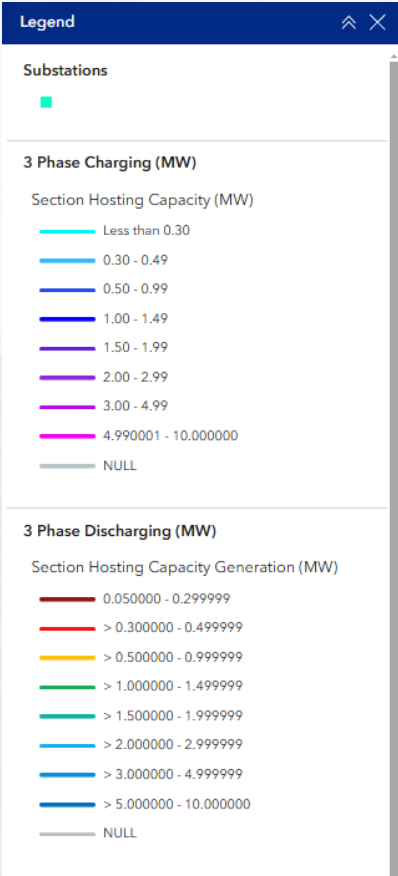 Legend
Substations
3 Phase Charging (MW)
Section Hosting Capacity (MW)
Less than 0.30
0.30 - 0.49
0.50 - 0.99
1.00 - 1.49
1.50 - 1.99
2.00 - 2.99
3.00 - 4.99
4.990001 - 10.000000
NULL
3 Phase Discharging (MW)
Section Hosting Capacity Generation (MW)
0.050000 - 0.299999
> 0.300000 - 0.499999
> 0.500000 - 0.999999
> 1.000000 - 1.499999
> 1.500000 - 1.999999
> 2.000000 - 2.999999
> 3.000000 - 4.999999
> 5.000000 - 10.000000
NULL